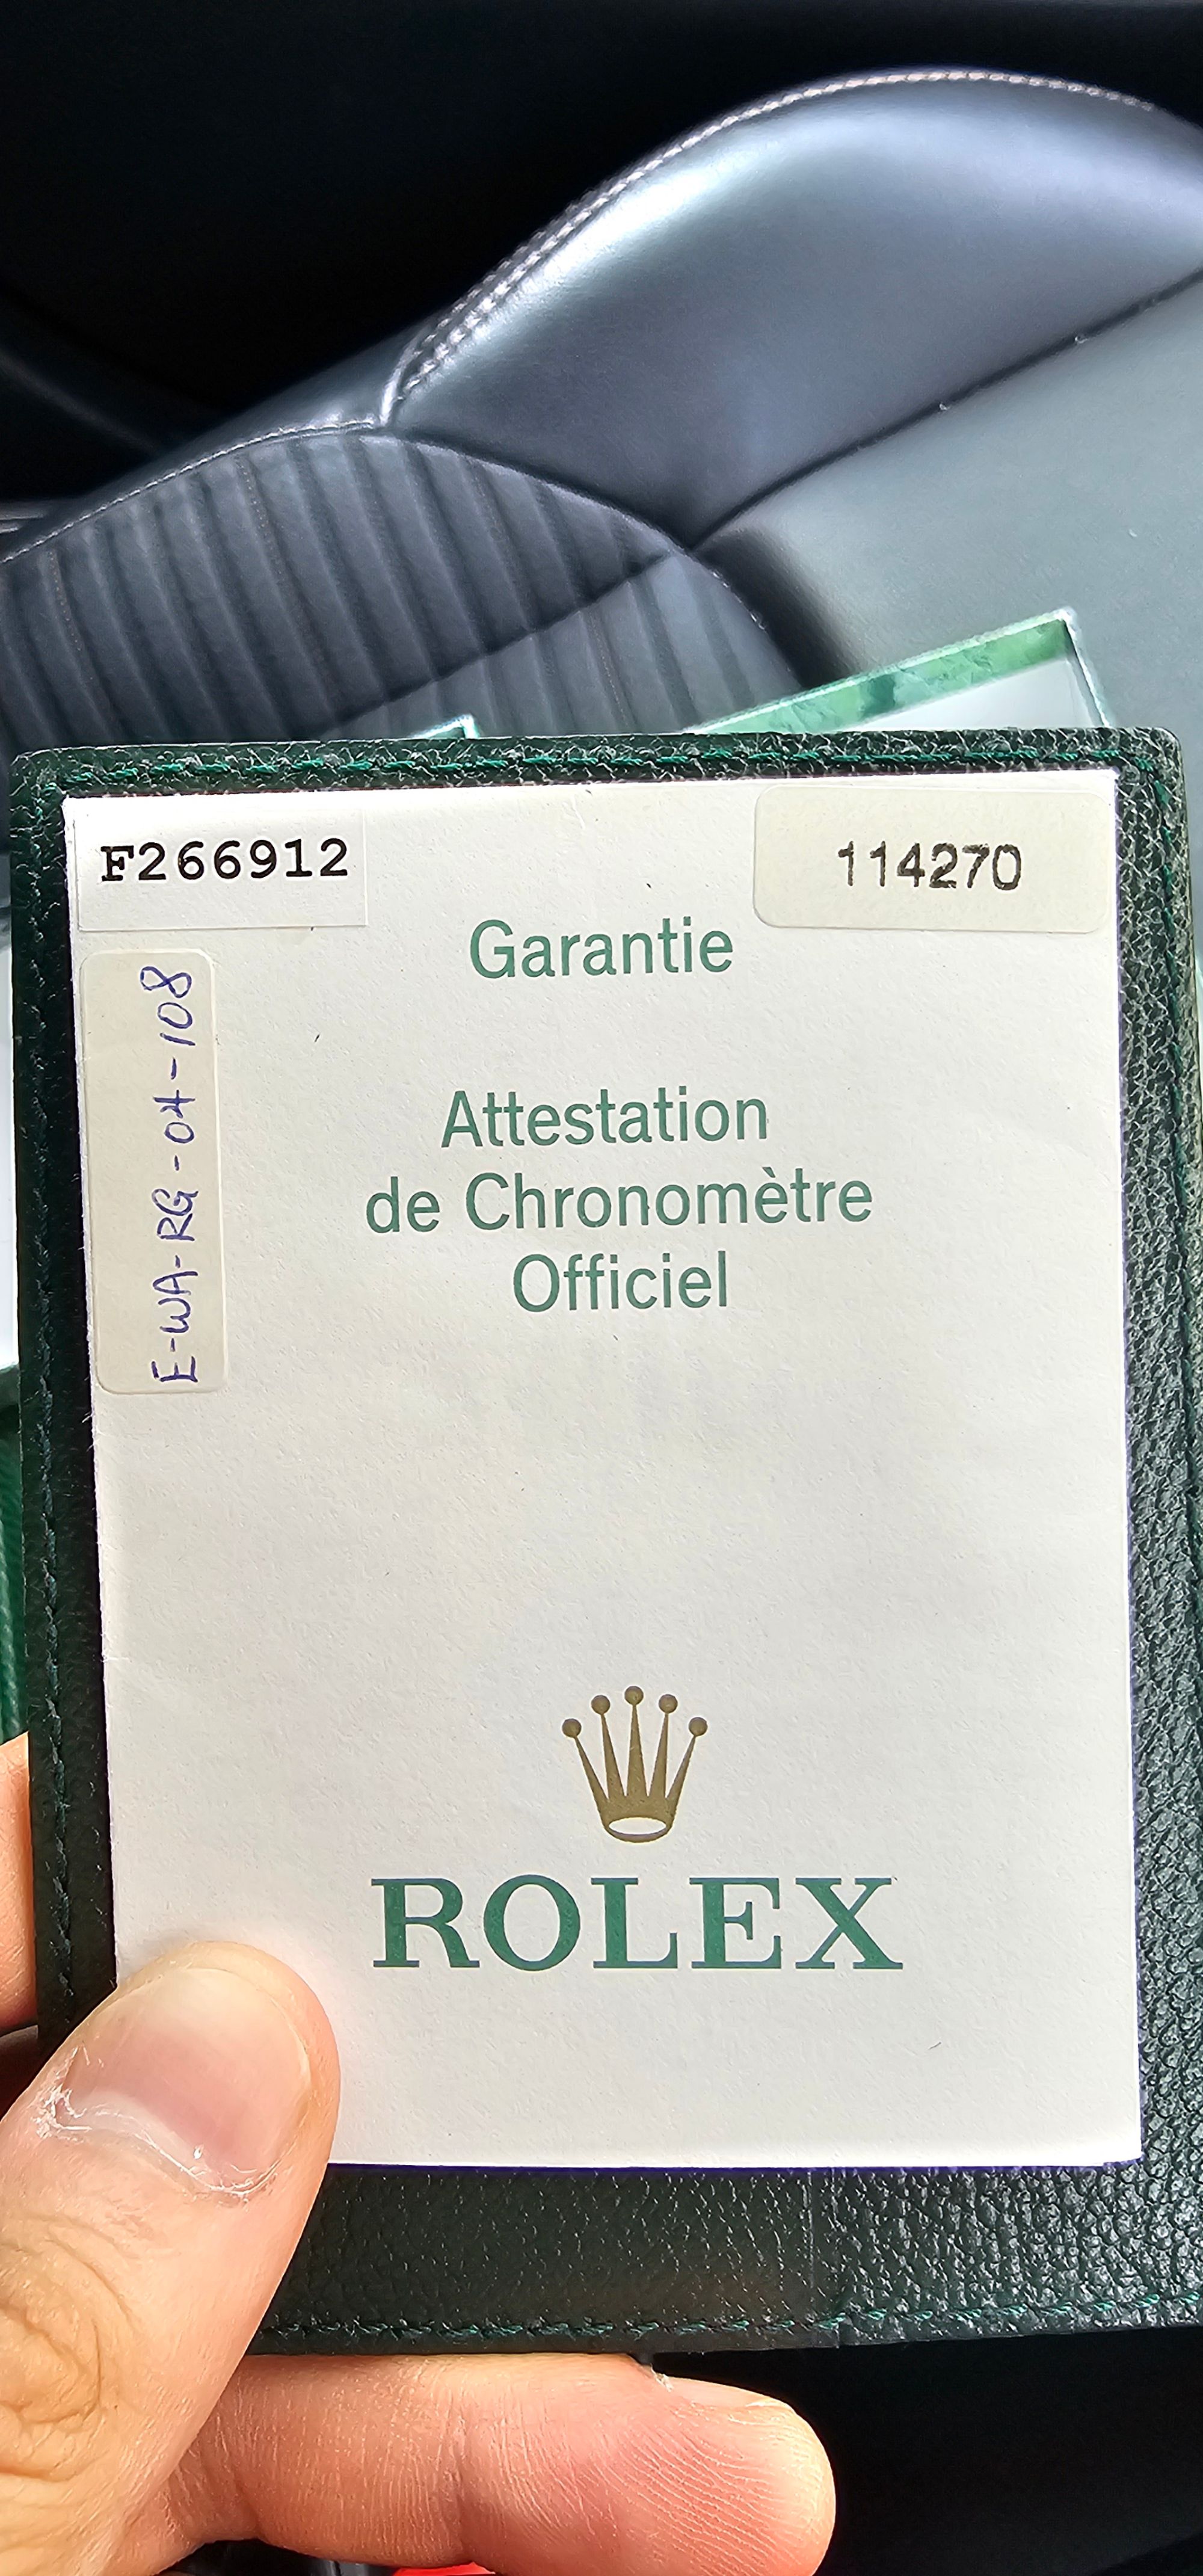 F266912
114270
E-WA-RG-04-108
Garantie
Attestation
de Chronomètre
Officiel
ROLEX